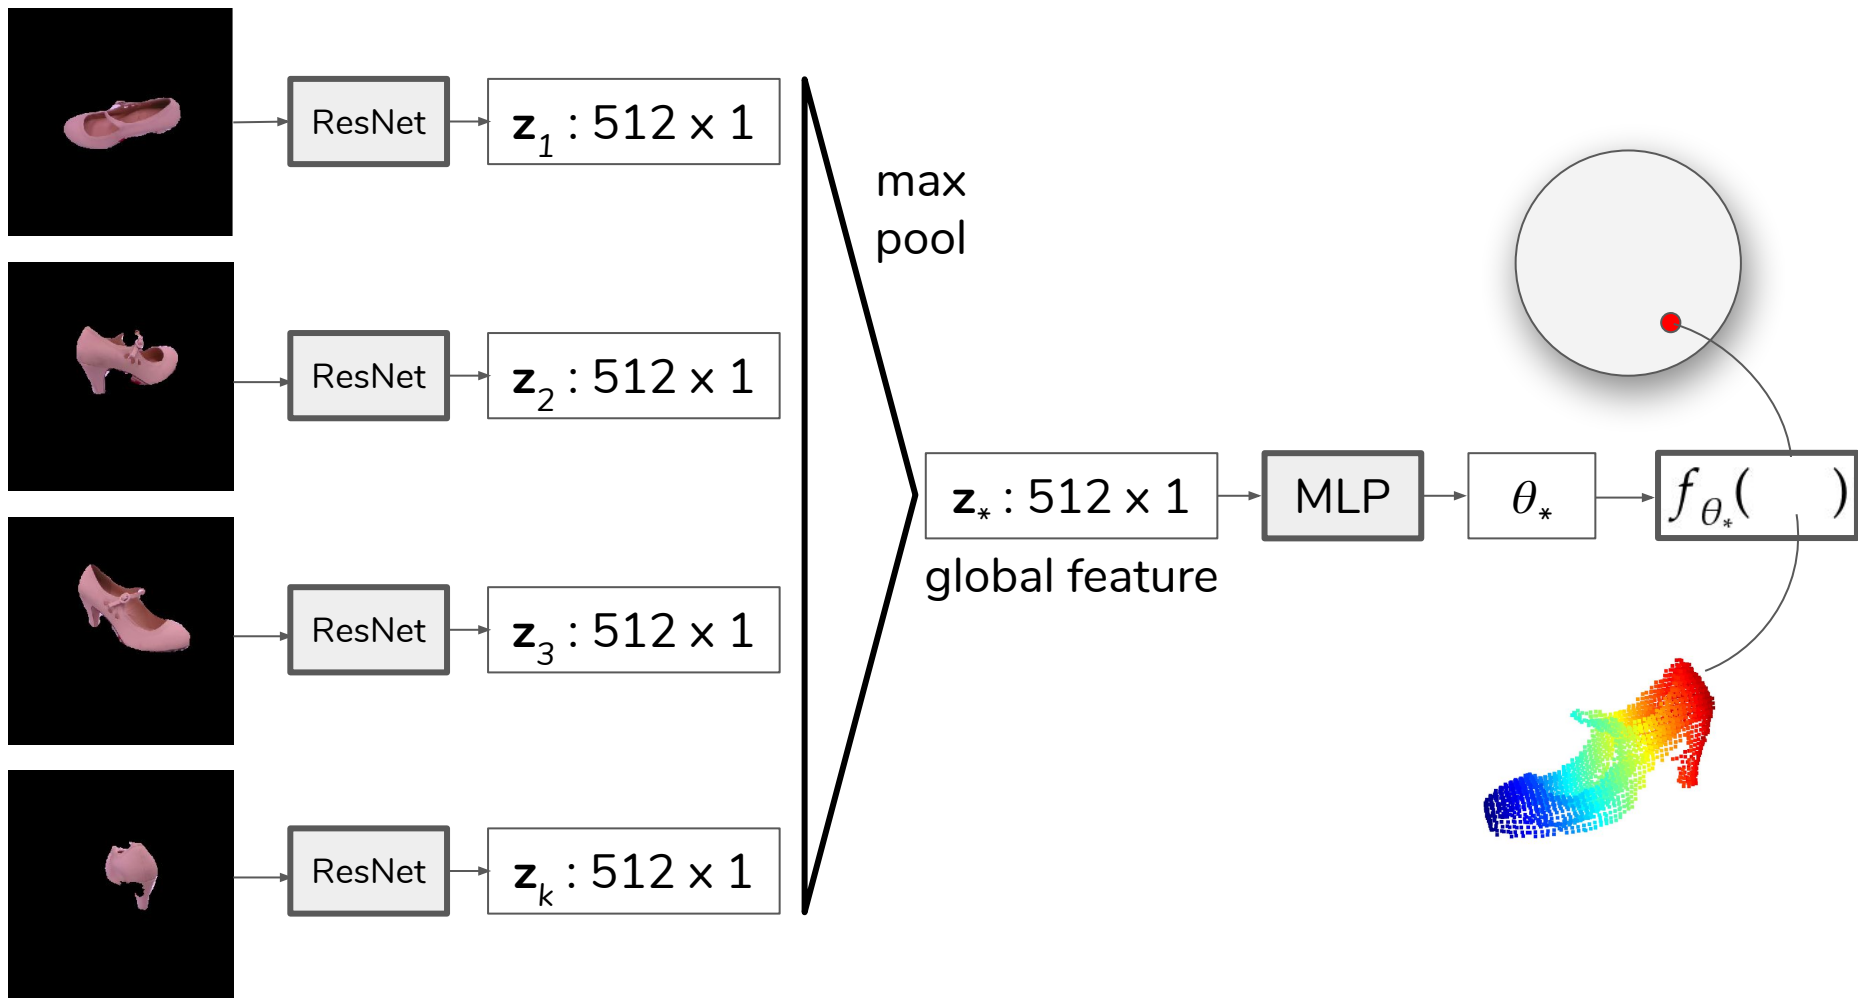 ResNet
z₁ : 512 x 1
max
pool
ResNet
z₂ : 512 x 1
z* : 512 x 1
MLP
θ*
f_θ*( )
global feature
ResNet
z₃ : 512 x 1
ResNet
zₖ : 512 x 1